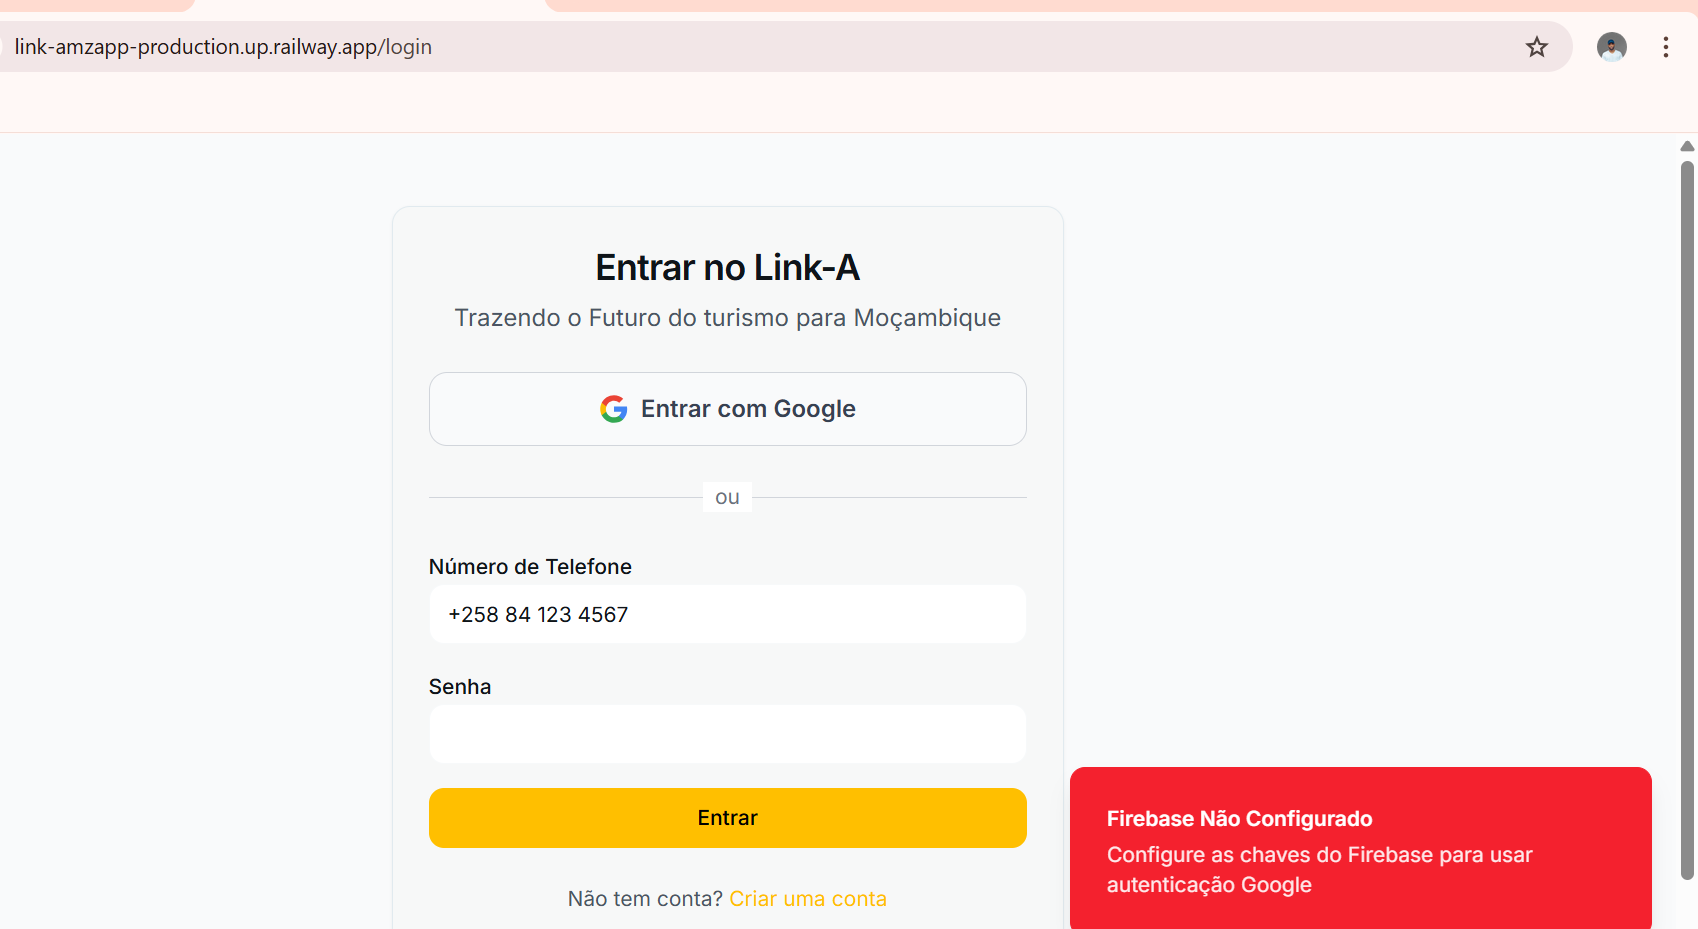 link-amzapp-production.up.railway.app/login
Entrar no Link-A
Trazendo o Futuro do turismo para Moçambique
Entrar com Google
ou
Número de Telefone
+258 84 123 4567
Senha
Entrar
Não tem conta? Criar uma conta
Firebase Não Configurado
Configure as chaves do Firebase para usar
autenticação Google